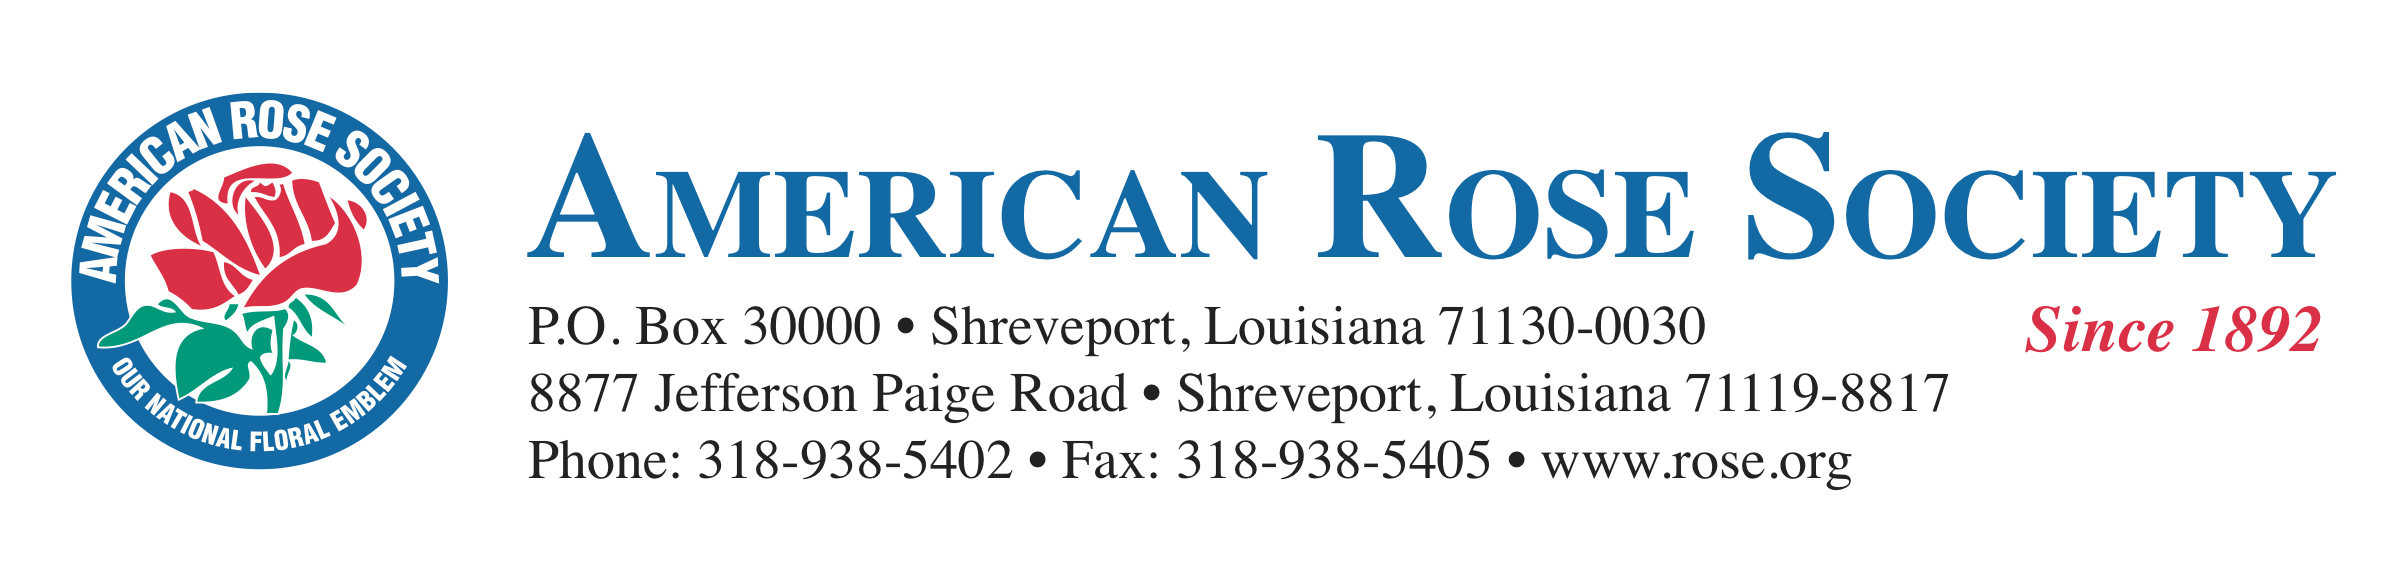 AMERICAN ROSE SOCIETY
OUR NATIONAL FLORAL EMBLEM
AMERICAN ROSE SOCIETY
P.O. Box 30000 • Shreveport, Louisiana 71130-0030
Since 1892
8877 Jefferson Paige Road • Shreveport, Louisiana 71119-8817
Phone: 318-938-5402 • Fax: 318-938-5405 • www.rose.org